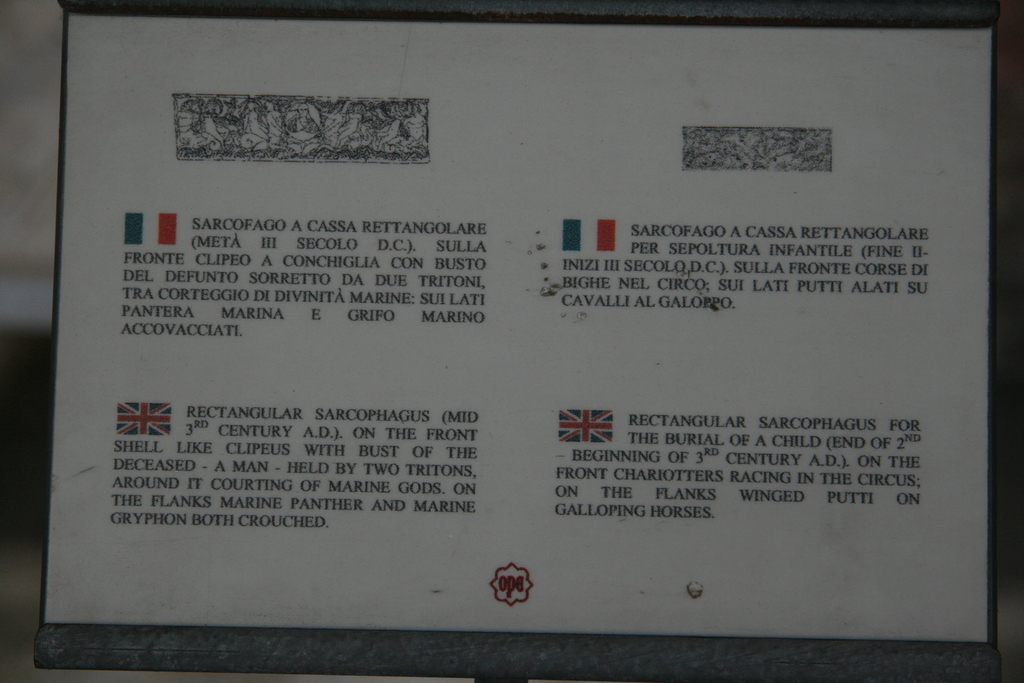 SARCOFAGO A CASSA RETTANGOLARE
(METÀ III SECOLO D.C.). SULLA
FRONTE CLIPEO A CONCHIGLIA CON BUSTO
DEL DEFUNTO SORRETTO DA DUE TRITONI,
TRA CORTEGGIO DI DIVINITÀ MARINE: SUI LATI
PANTERA MARINA E GRIFO MARINO
ACCOVACCIATI.
RECTANGULAR SARCOPHAGUS (MID
3RD CENTURY A.D.). ON THE FRONT
SHELL LIKE CLIPEUS WITH BUST OF THE
DECEASED - A MAN - HELD BY TWO TRITONS,
AROUND IT COURTING OF MARINE GODS. ON
THE FLANKS MARINE PANTHER AND MARINE
GRYPHON BOTH CROUCHED.
SARCOFAGO A CASSA RETTANGOLARE
PER SEPOLTURA INFANTILE (FINE II-
INIZI III SECOLO D.C.). SULLA FRONTE CORSE DI
BIGHE NEL CIRCO; SUI LATI PUTTI ALATI SU
CAVALLI AL GALOPPO.
RECTANGULAR SARCOPHAGUS FOR
THE BURIAL OF A CHILD (END OF 2ND
– BEGINNING OF 3RD CENTURY A.D.). ON THE
FRONT CHARIOTTERS RACING IN THE CIRCUS;
ON THE FLANKS WINGED PUTTI ON
GALLOPING HORSES.
opa